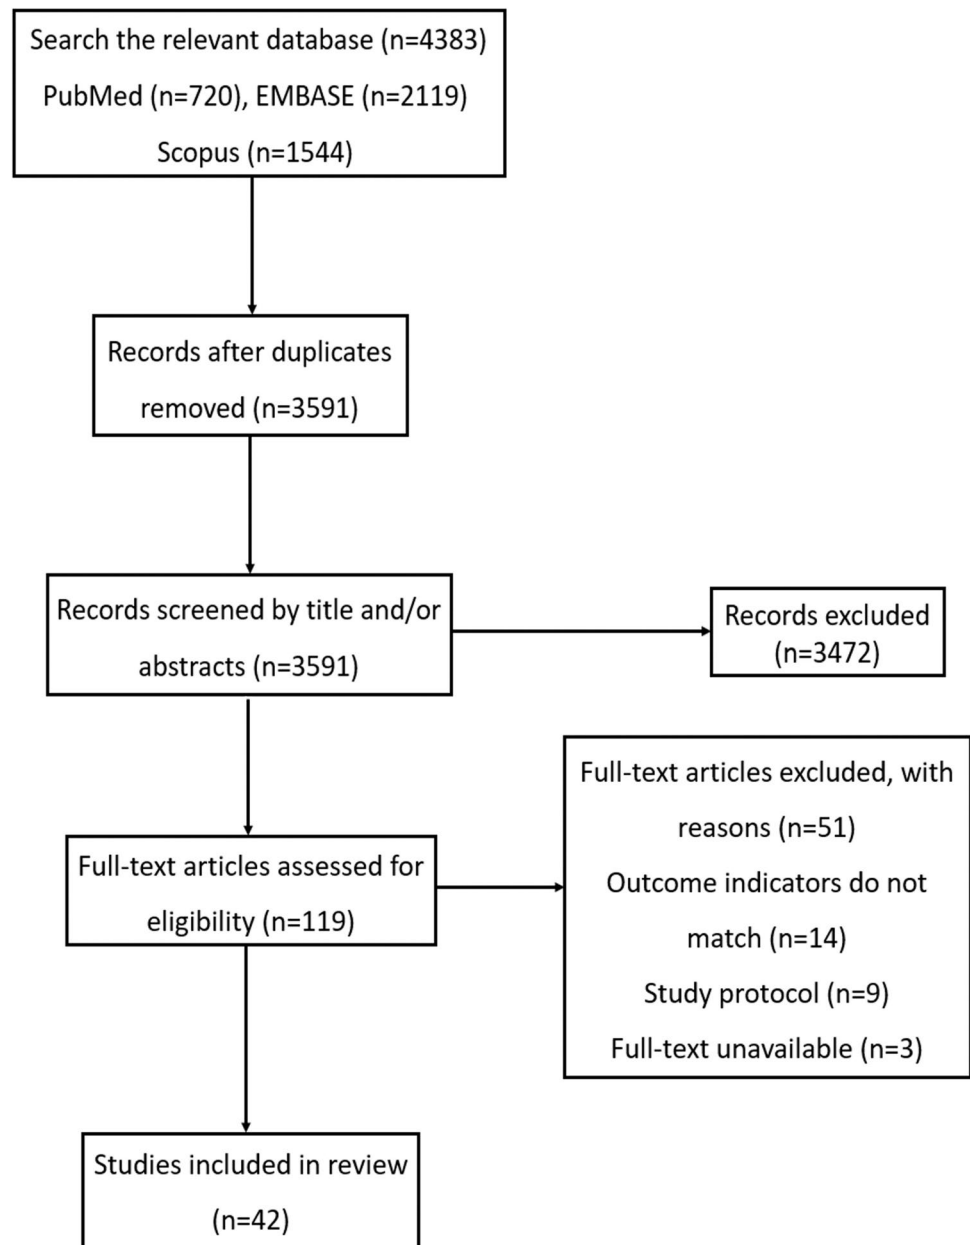 Search the relevant database (n=4383)
PubMed (n=720), EMBASE (n=2119)
Scopus (n=1544)
Records after duplicates
removed (n=3591)
Records screened by title and/or
abstracts (n=3591)
Records excluded
(n=3472)
Full-text articles assessed for
eligibility (n=119)
Full-text articles excluded, with
reasons (n=51)
Outcome indicators do not
match (n=14)
Study protocol (n=9)
Full-text unavailable (n=3)
Studies included in review
(n=42)